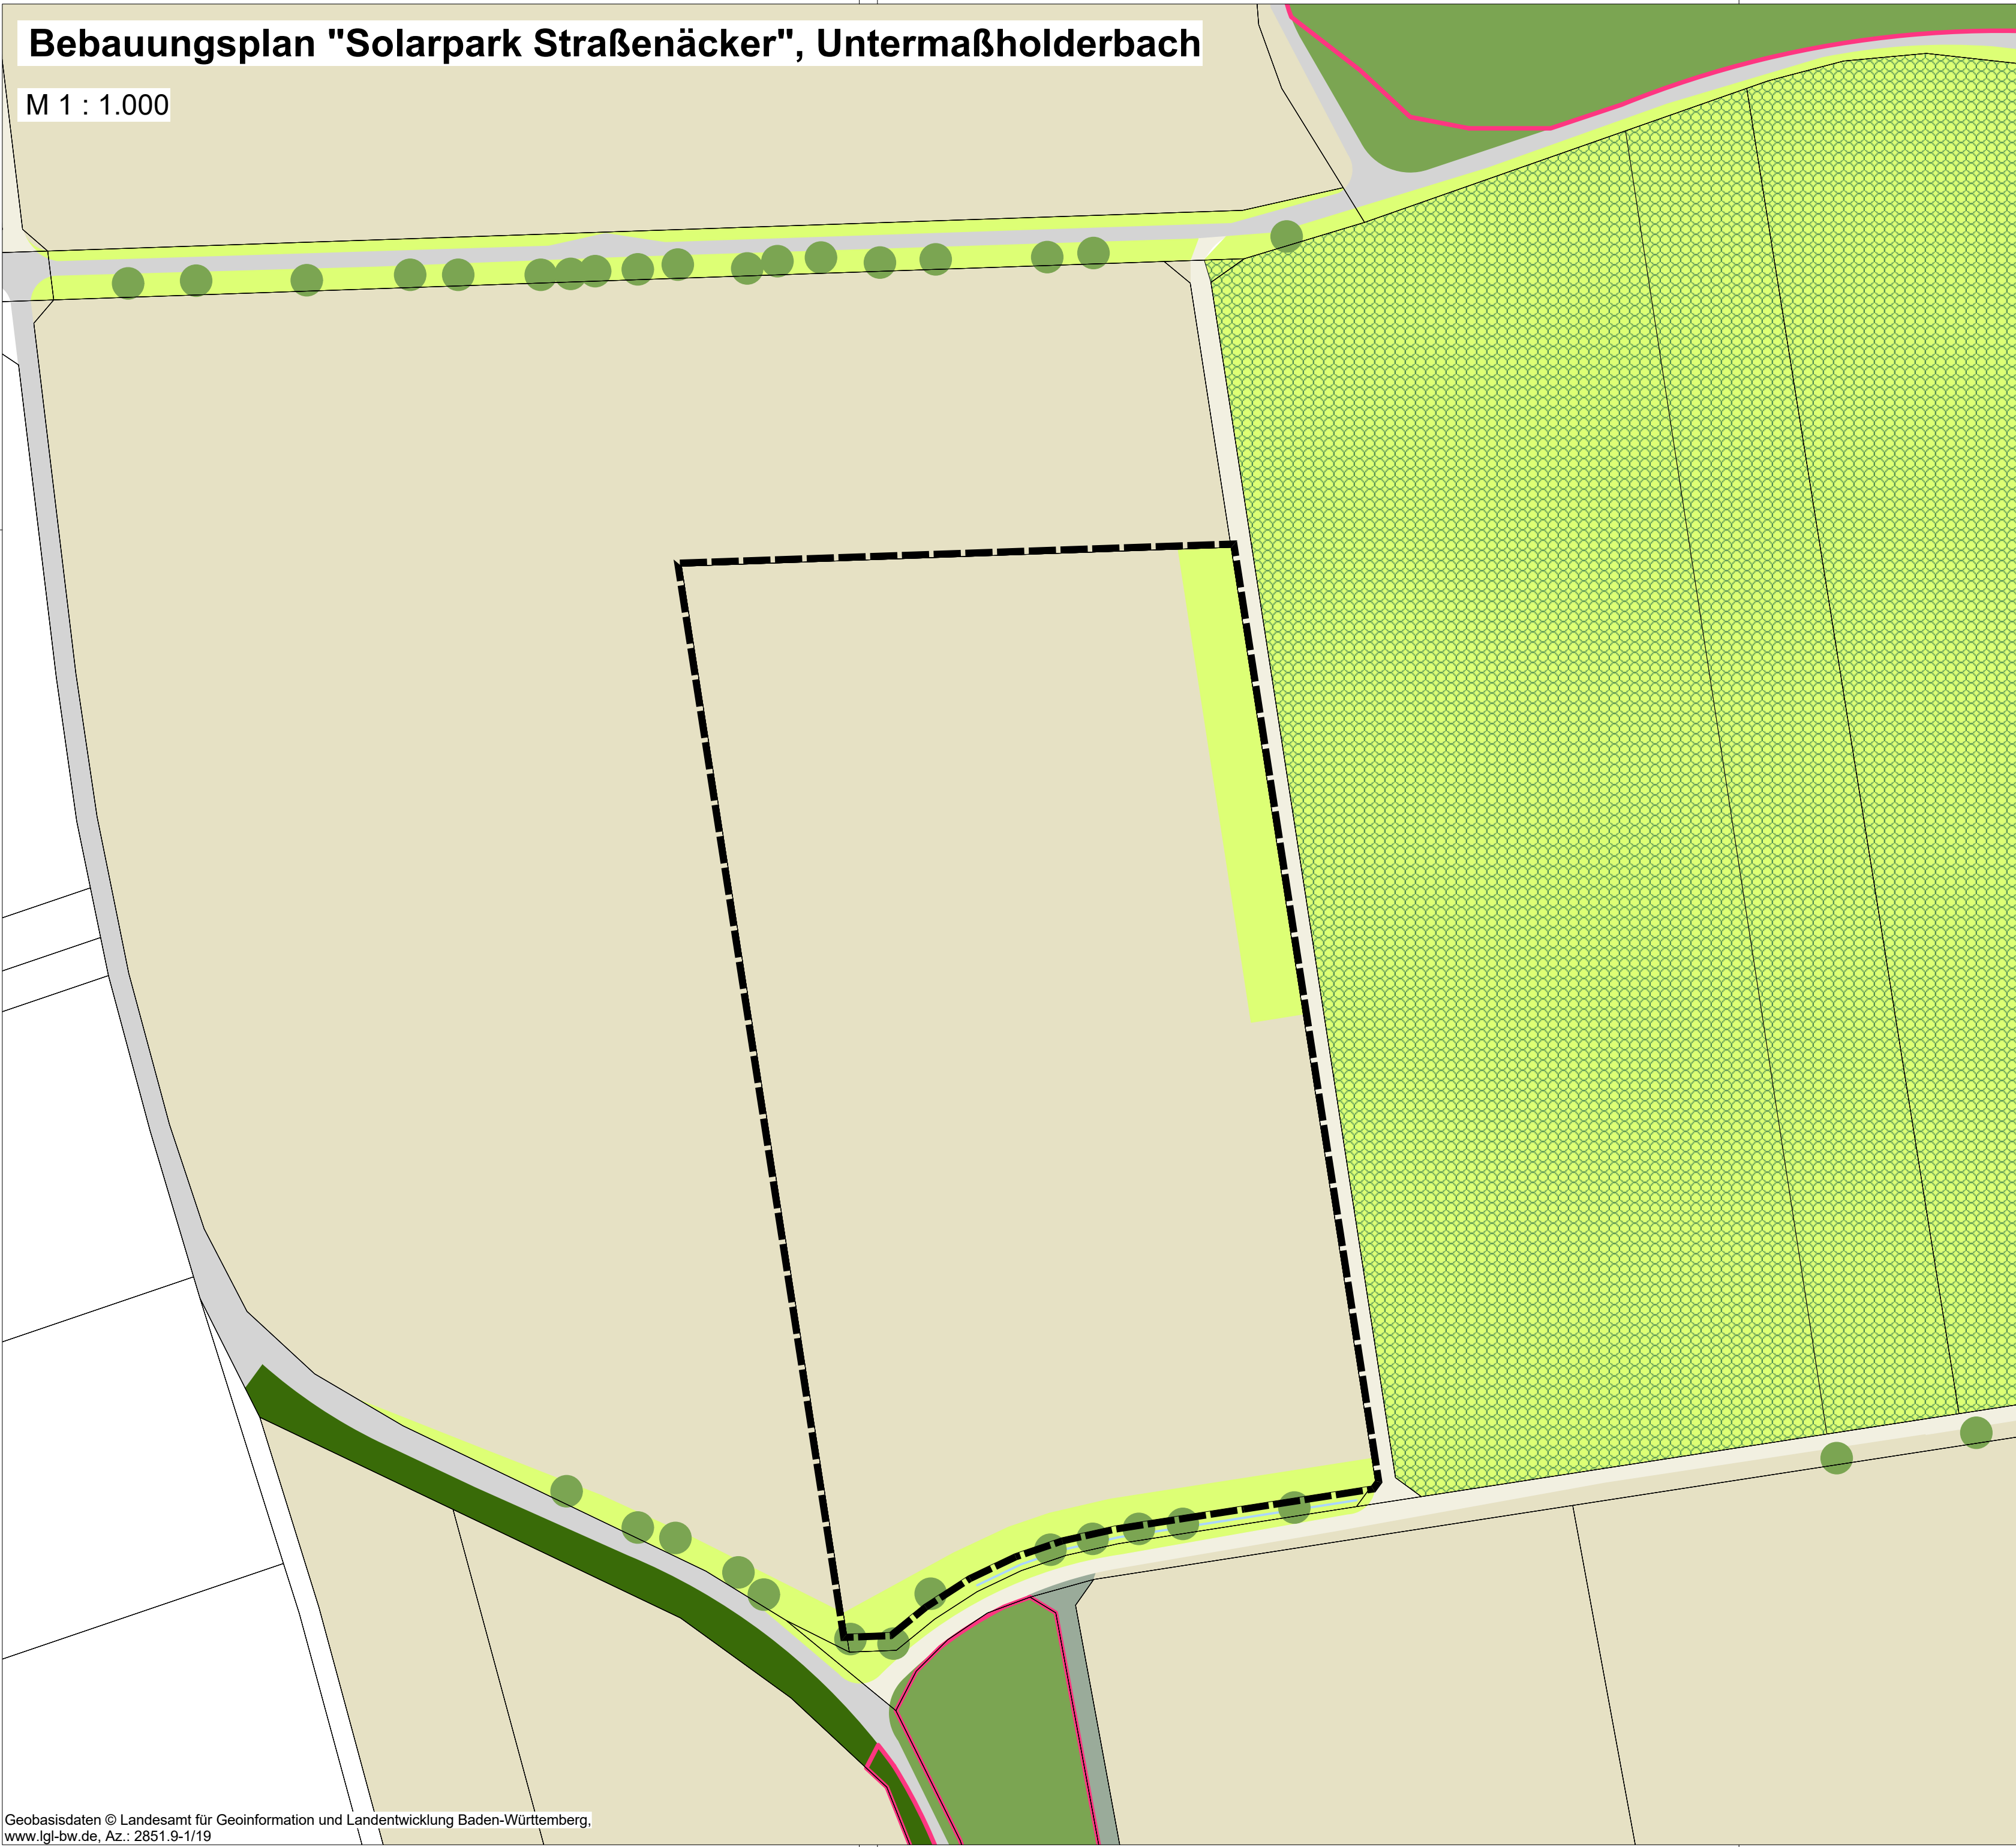 Bebauungsplan "Solarpark Straßenäcker", Untermaßholderbach
M 1 : 1.000
Geobasisdaten © Landesamt für Geoinformation und Landentwicklung Baden-Württemberg,
www.lgl-bw.de, Az.: 2851.9-1/19